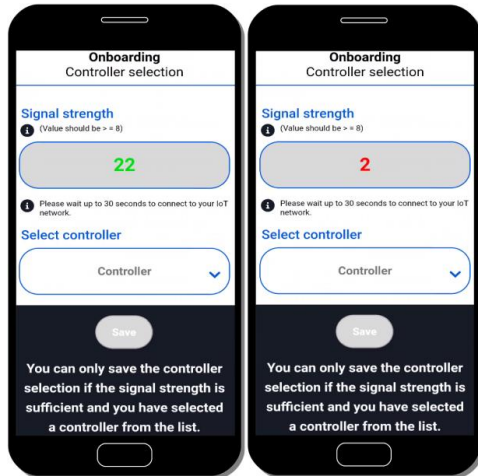 Onboarding
Controller selection
Signal strength
i (Value should be > = 8)
22
i Please wait up to 30 seconds to connect to your IoT
network.
Select controller
Controller
Save
You can only save the controller
selection if the signal strength is
sufficient and you have selected
a controller from the list.
Onboarding
Controller selection
Signal strength
i (Value should be > = 8)
2
i Please wait up to 30 seconds to connect to your IoT
network.
Select controller
Controller
Save
You can only save the controller
selection if the signal strength is
sufficient and you have selected
a controller from the list.